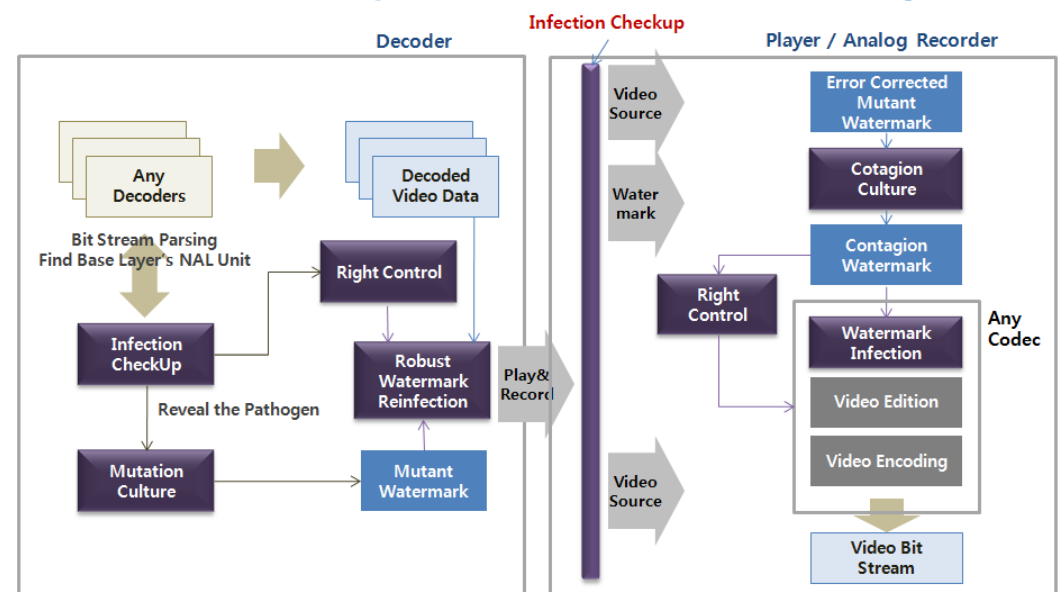 Infection Checkup
Decoder
Any
Decoders
Decoded
Video Data
Bit Stream Parsing
Find Base Layer's NAL Unit
Right Control
Infection
CheckUp
Robust
Watermark
Reinfection
Reveal the Pathogen
Mutation
Culture
Mutant
Watermark
Play&
Record
Player / Analog Recorder
Video
Source
Water
mark
Video
Source
Error Corrected
Mutant
Watermark
Cotagion
Culture
Contagion
Watermark
Right
Control
Watermark
Infection
Any
Codec
Video Edition
Video Encoding
Video Bit
Stream